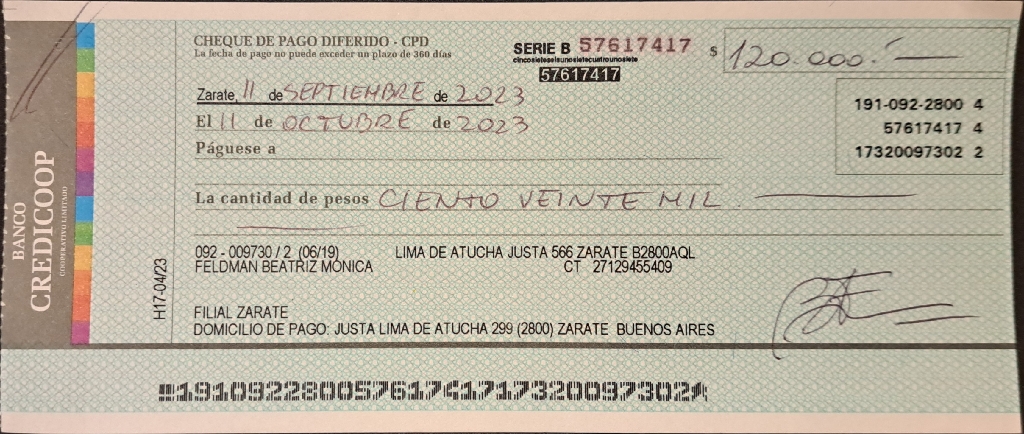 BANCO
CREDICOOP
COOPERATIVO LIMITADO
H17-04/23
CHEQUE DE PAGO DIFERIDO - CPD
La fecha de pago no puede exceder un plazo de 360 días
SERIE B 57617417
cincosieteseisunosietecuatrounosiete
57617417
$ 120.000.-
Zarate, 11 de SEPTIEMBRE de 2023
El 11 de OCTUBRE de 2023
Páguese a
191-092-2800 4
57617417 4
17320097302 2
La cantidad de pesos CIENTO VEINTE MIL.
092 - 009730 / 2 (06/19) LIMA DE ATUCHA JUSTA 566 ZARATE B2800AQL
FELDMAN BEATRIZ MÓNICA CT 27129455409
FILIAL ZARATE
DOMICILIO DE PAGO: JUSTA LIMA DE ATUCHA 299 (2800) ZARATE BUENOS AIRES
19109228005761741717320097302